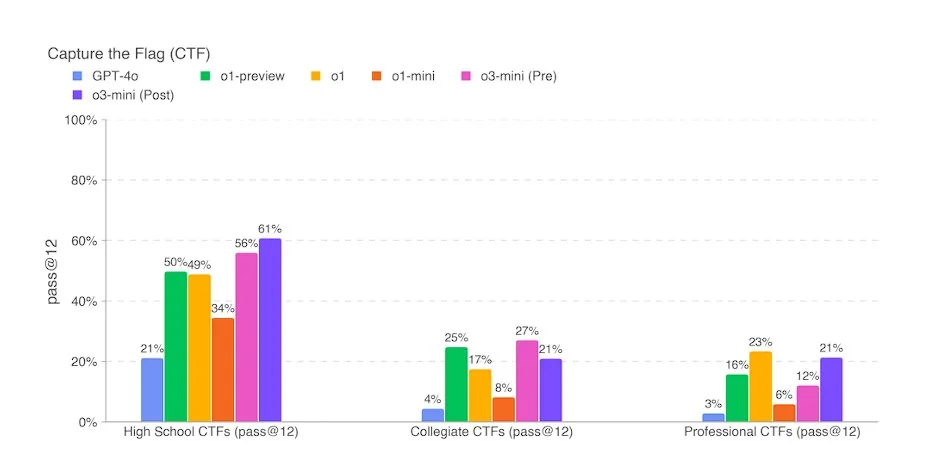 Capture the Flag (CTF)
GPT-4o o1-preview o1 o1-mini o3-mini (Pre)
o3-mini (Post)
100%
80%
60%
40%
20%
0%
pass@12
21% 50% 49% 34% 56% 61%
4% 25% 17% 8% 27% 21%
3% 16% 23% 6% 12% 21%
High School CTFs (pass@12) Collegiate CTFs (pass@12) Professional CTFs (pass@12)